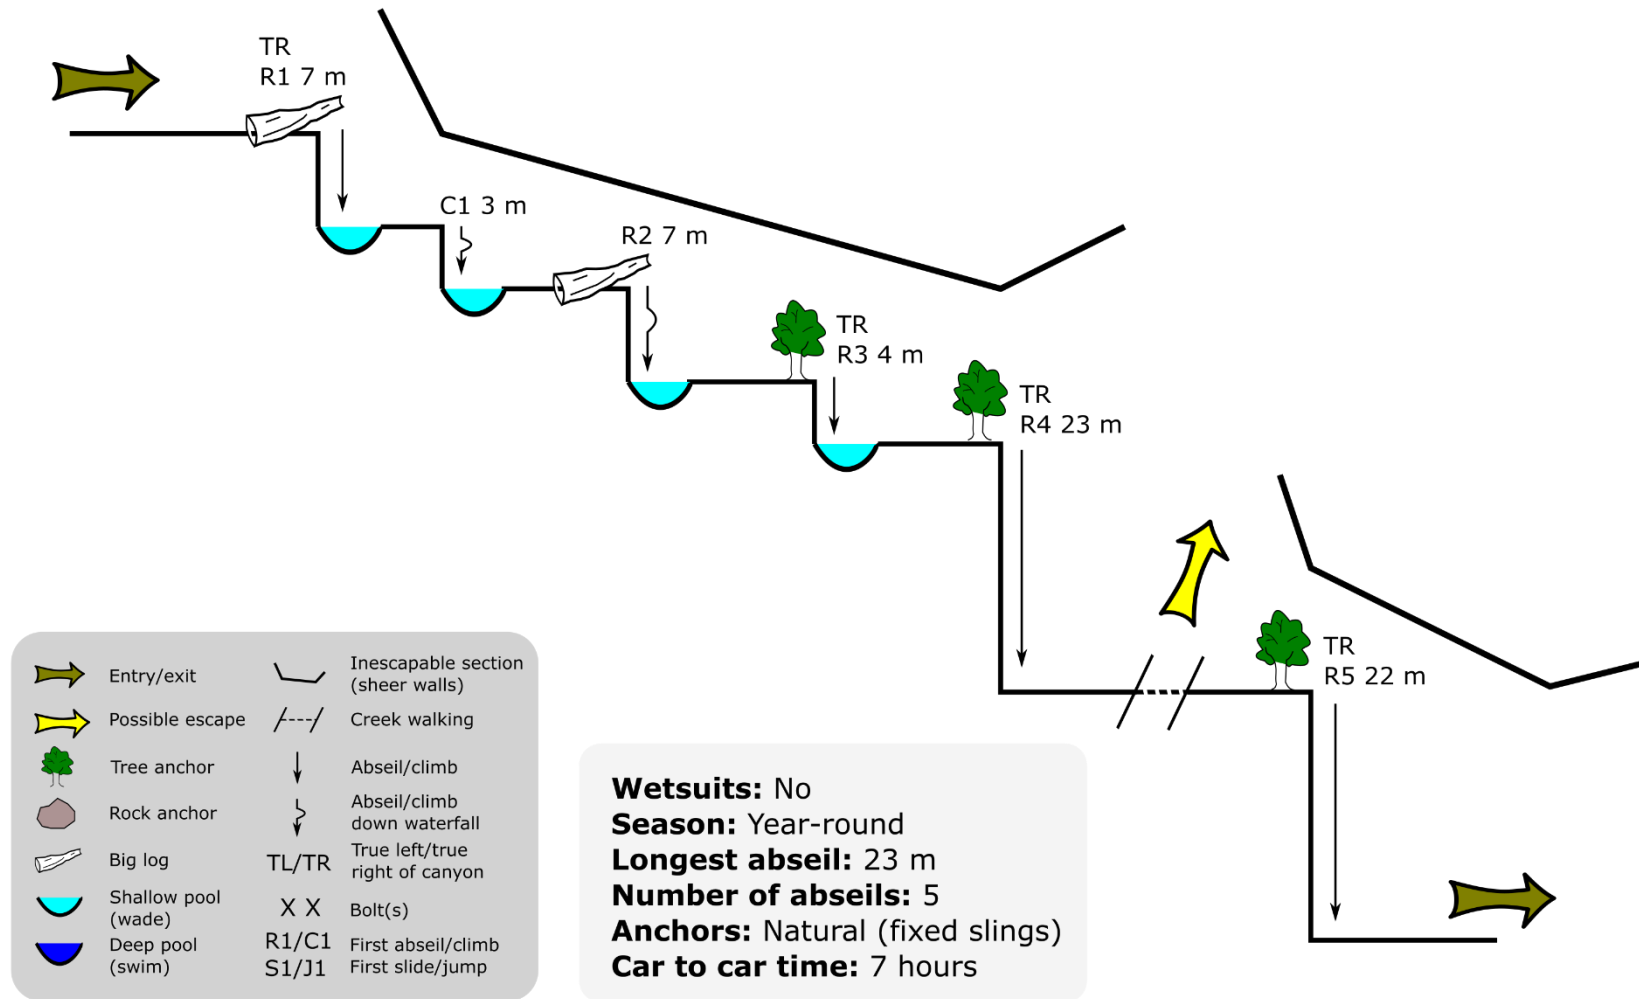 TR
R1 7 m
C1 3 m
R2 7 m
TR
R3 4 m
TR
R4 23 m
TR
R5 22 m
Entry/exit
Possible escape
Tree anchor
Rock anchor
Big log
Shallow pool
(wade)
Deep pool
(swim)
Inescapable section
(sheer walls)
Creek walking
Abseil/climb
Abseil/climb
down waterfall
TL/TR
True left/true
right of canyon
X X
Bolt(s)
R1/C1
First abseil/climb
S1/J1
First slide/jump
Wetsuits: No
Season: Year-round
Longest abseil: 23 m
Number of abseils: 5
Anchors: Natural (fixed slings)
Car to car time: 7 hours